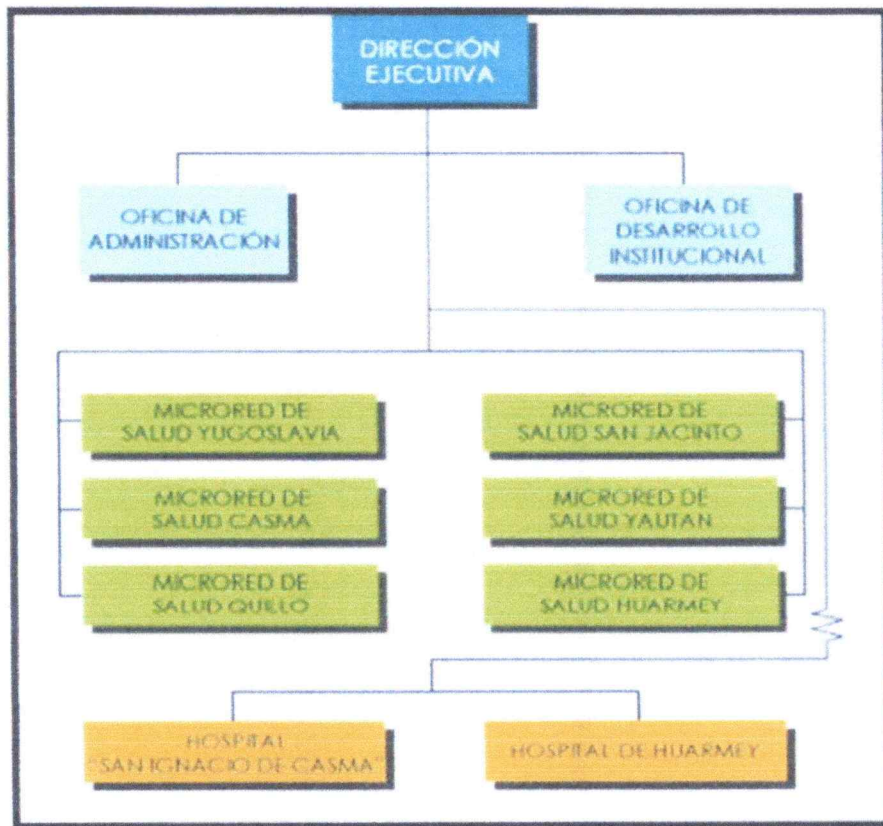 DIRECCIÓN
EJECUTIVA
OFICINA DE
ADMINISTRACIÓN
OFICINA DE
DESARROLLO
INSTITUCIONAL
MICRORED DE
SALUD YUGOSLAVIA
MICRORED DE
SALUD SAN JACINTO
MICRORED DE
SALUD CASMA
MICRORED DE
SALUD YAUTAN
MICRORED DE
SALUD QUILLO
MICRORED DE
SALUD HUARMEY
HOSPITAL
"SAN IGNACIO DE CASMA"
HOSPITAL DE HUARMEY